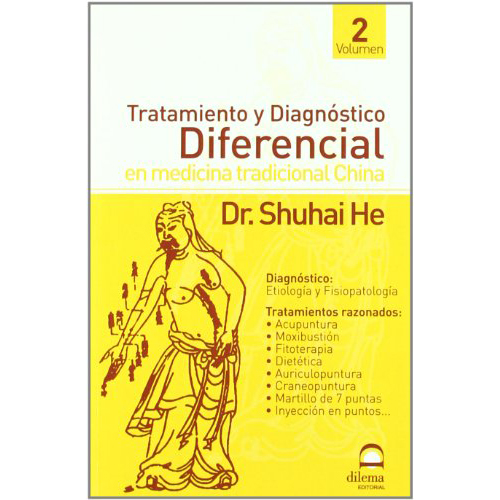 2
Volumen
Tratamiento y Diagnóstico
Diferencial
en medicina tradicional China
Dr. Shuhai He
Diagnóstico:
Etiología y Fisiopatología
Tratamientos razonados:
• Acupuntura
• Moxibustión
• Fitoterapia
• Dietética
• Auriculopuntura
• Craneopuntura
• Martillo de 7 puntas
• Inyección en puntos...
dilema
EDITORIAL